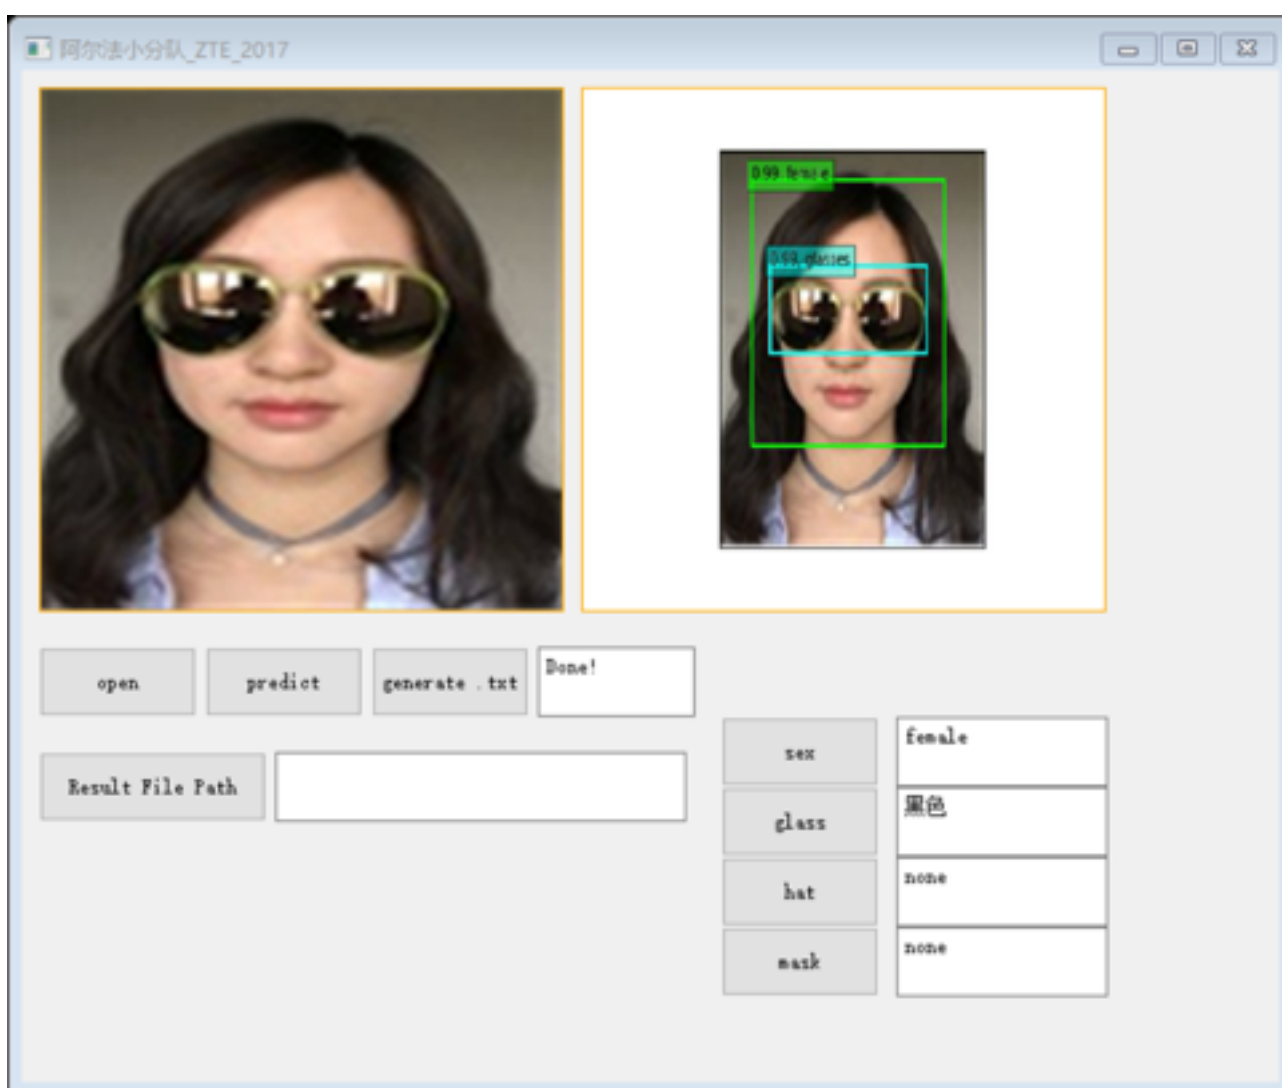 阿尔法小分队_ZTE_2017
0.99 female
0.99 glasses
open
predict
generate .txt
Done!
Result File Path
sex
female
glass
黑色
hat
none
mask
none